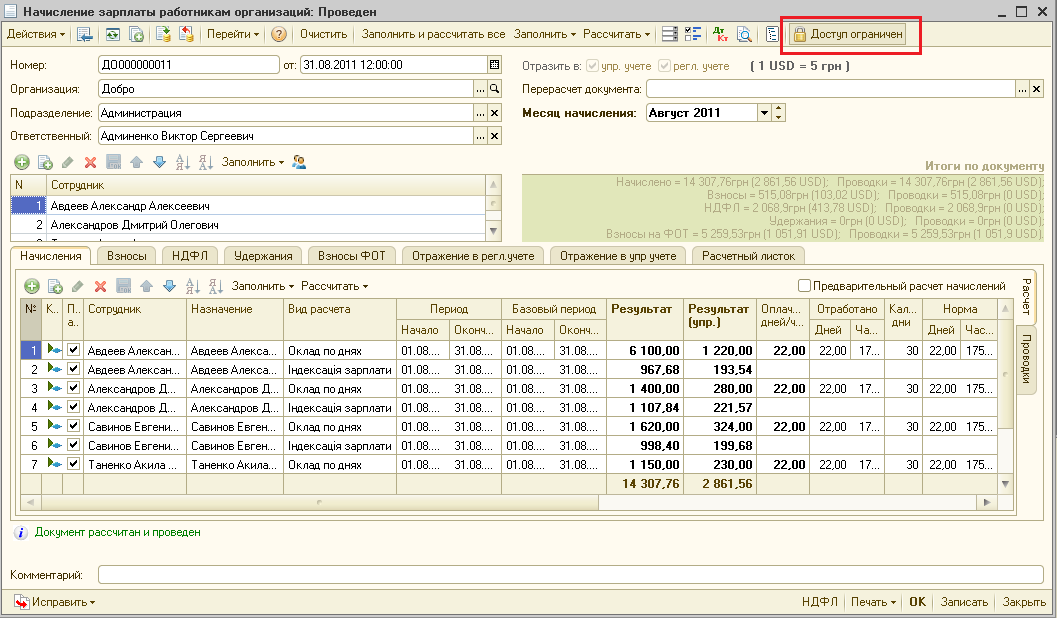 Начисление зарплаты работникам организаций: Проведен
Действия Перейти Очистить Заполнить и рассчитать все Заполнить Рассчитать Доступ ограничен
Номер: ДО000000011 от: 31.08.2011 12:00:00 Отразить в: упр. учете регл. учете ( 1 USD = 5 грн )
Организация: Добро Перерасчет документа:
Подразделение: Администрация Месяц начисления: Август 2011
Ответственный: Админенко Виктор Сергеевич
Заполнить Итоги по документу
N Сотрудник
1 Авдеев Александр Алексеевич
2 Александров Дмитрий Олегович
Начислено = 14 307,76грн (2 861,56 USD); Проводки = 14 307,76грн (2 861,56 USD);
Взносы = 515,08грн (103,02 USD); Проводки = 515,08грн (0 USD);
НДФЛ = 2 068,9грн (413,78 USD); Проводки = 2 068,9грн (0 USD);
Удержания = 0грн (0 USD); Проводки = 0грн (0 USD);
Взносы на ФОТ = 5 259,53грн (1 051,91 USD); Проводки = 5 259,53грн (1 051,9 USD).
Начисления Взносы НДФЛ Удержания Взносы ФОТ Отражение в регл.учете Отражение в упр учете Расчетный листок
Заполнить Рассчитать Предварительный расчет начислений
Расчет
Проводки
№ К... П... Сотрудник Назначение Вид расчета Период Базовый период Результат Результат Оплач... Отработано Кал... Норма
а... (упр.) дней/ч... дни
Начало Оконч... Начало Оконч... Дней Ча... Дней Час...
1 Авдеев Алексан... Авдеев Алекса... Оклад по днях 01.08.... 31.08.... 01.08.... 31.08.... 6 100,00 1 220,00 22,00 22,00 17... 30 22,00 175...
2 Авдеев Алексан... Авдеев Алекса... Індексація зарплати 01.08.... 31.08.... 01.08.... 31.08.... 967,68 193,54
3 Александров Д... Александров Д... Оклад по днях 01.08.... 31.08.... 01.08.... 31.08.... 1 400,00 280,00 22,00 22,00 17... 30 22,00 175...
4 Александров Д... Александров Д... Індексація зарплати 01.08.... 31.08.... 01.08.... 31.08.... 1 107,84 221,57
5 Савинов Евгени... Савинов Евген... Оклад по днях 01.08.... 31.08.... 01.08.... 31.08.... 1 620,00 324,00 22,00 22,00 17... 30 22,00 175...
6 Савинов Евгени... Савинов Евген... Індексація зарплати 01.08.... 31.08.... 01.08.... 31.08.... 998,40 199,68
7 Таненко Акила ... Таненко Акила... Оклад по днях 01.08.... 31.08.... 01.08.... 31.08.... 1 150,00 230,00 22,00 22,00 17... 30 22,00 175...
14 307,76 2 861,56
Документ рассчитан и проведен
Комментарий:
Исправить НДФЛ Печать OK Записать Закрыть